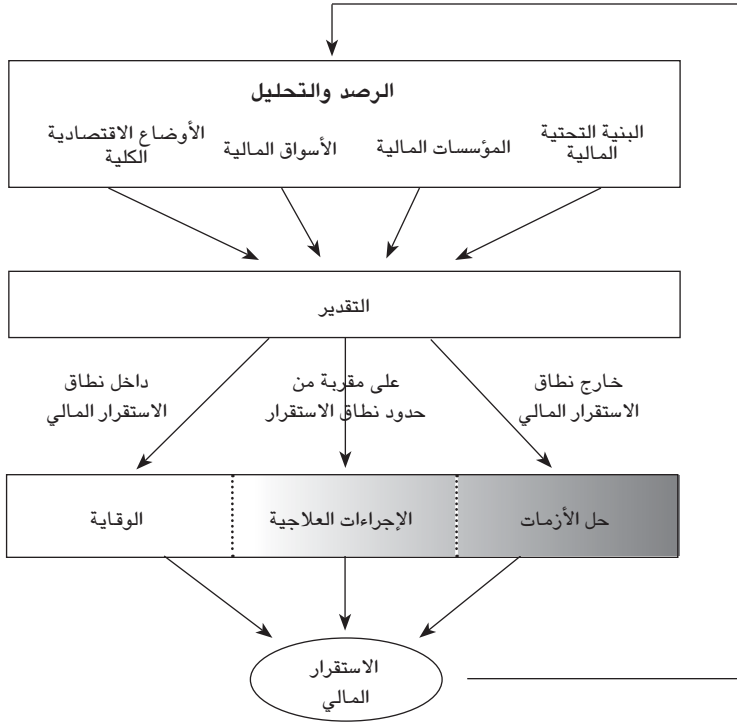 الرصد والتحليل
البنية التحتية
المالية
المؤسسات المالية
الأسواق المالية
الأوضاع الاقتصادية
الكلية
التقدير
خارج نطاق
الاستقرار المالي
على مقربة من
حدود نطاق الاستقرار
داخل نطاق
الاستقرار المالي
حل الأزمات
الإجراءات العلاجية
الوقاية
الاستقرار
المالي